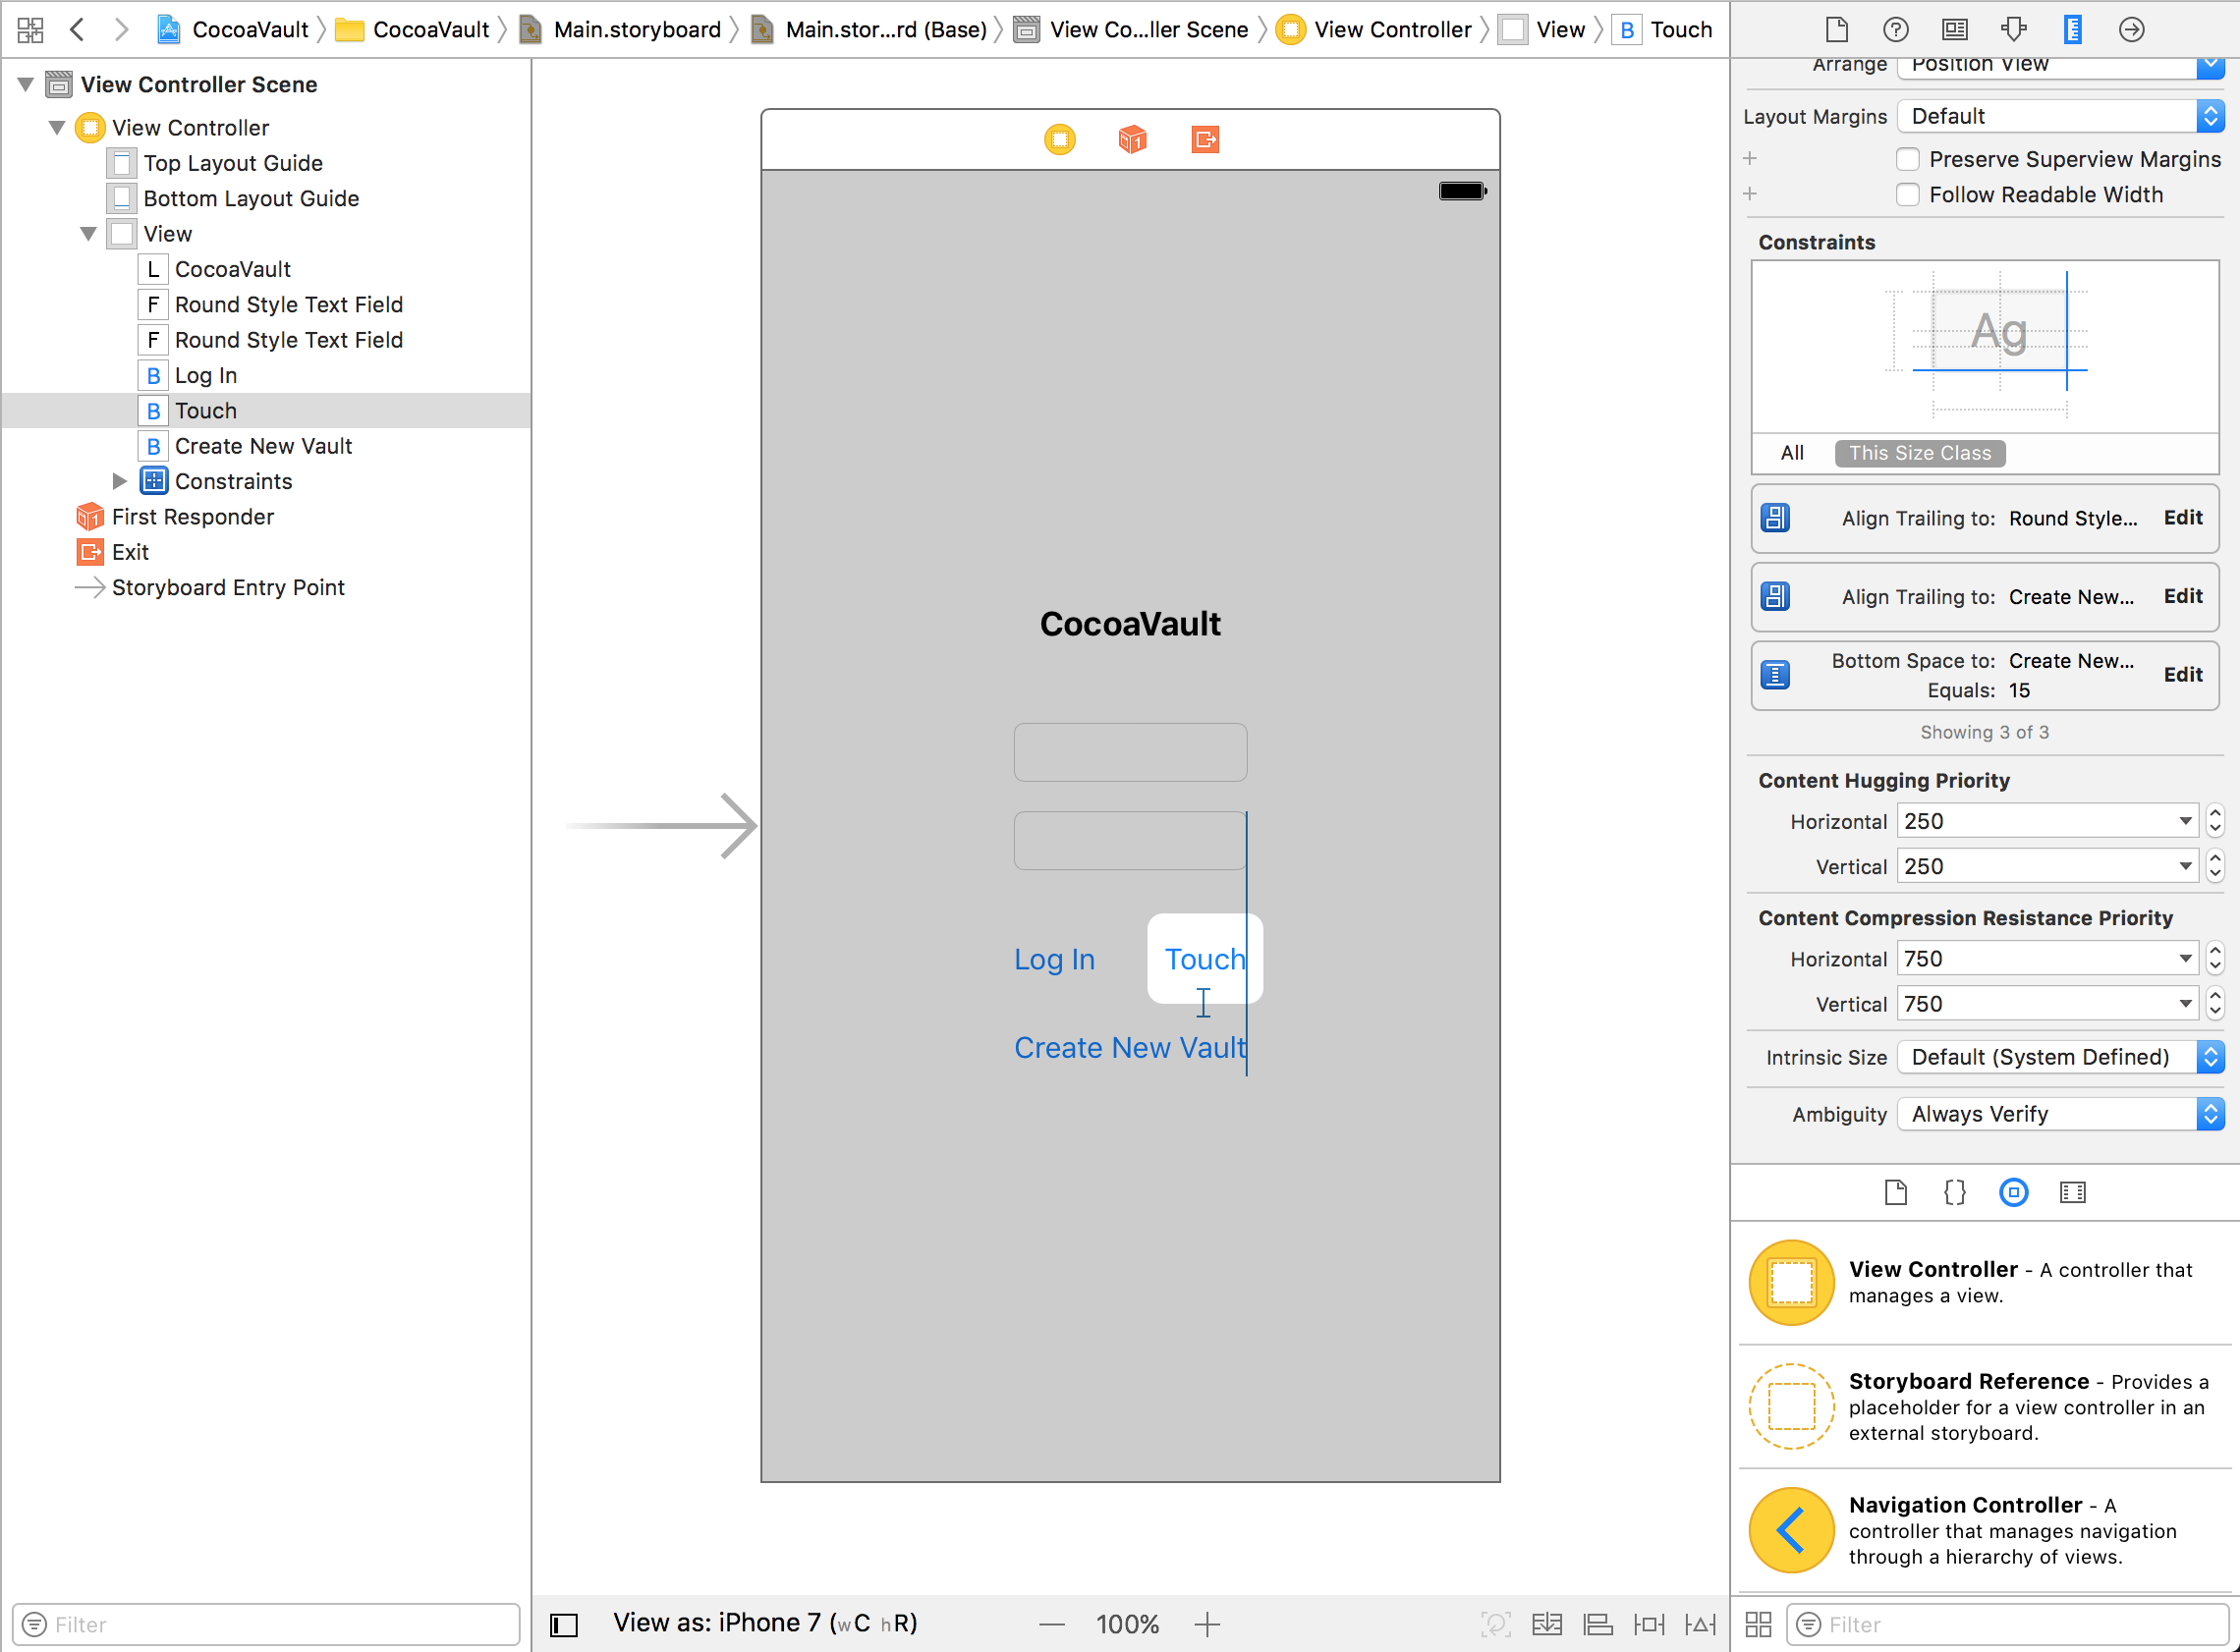 CocoaVault CocoaVault Main.storyboard Main.stor...rd (Base) View Co...ller Scene View Controller View B Touch
View Controller Scene
View Controller
Top Layout Guide
Bottom Layout Guide
View
L CocoaVault
F Round Style Text Field
F Round Style Text Field
B Log In
B Touch
B Create New Vault
Constraints
First Responder
Exit
Storyboard Entry Point
Filter
CocoaVault
Log In
Touch
Create New Vault
View as: iPhone 7 (wC hR)
100%
Arrange Position View
Layout Margins Default
Preserve Superview Margins
Follow Readable Width
Constraints
Ag
All This Size Class
Align Trailing to: Round Style... Edit
Align Trailing to: Create New... Edit
Bottom Space to: Create New... Edit
Equals: 15
Showing 3 of 3
Content Hugging Priority
Horizontal 250
Vertical 250
Content Compression Resistance Priority
Horizontal 750
Vertical 750
Intrinsic Size Default (System Defined)
Ambiguity Always Verify
View Controller - A controller that
manages a view.
Storyboard Reference - Provides a
placeholder for a view controller in an
external storyboard.
Navigation Controller - A
controller that manages navigation
through a hierarchy of views.
Filter